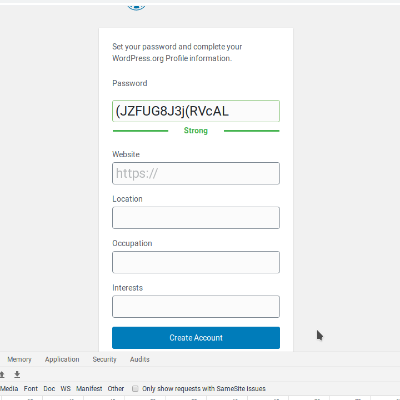 Set your password and complete your
WordPress.org Profile information.
Password
(JZFUG8J3j(RVcAL
Strong
Website
https://
Location
Occupation
Interests
Create Account
Memory Application Security Audits
Media Font Doc WS Manifest Other Only show requests with SameSite issues